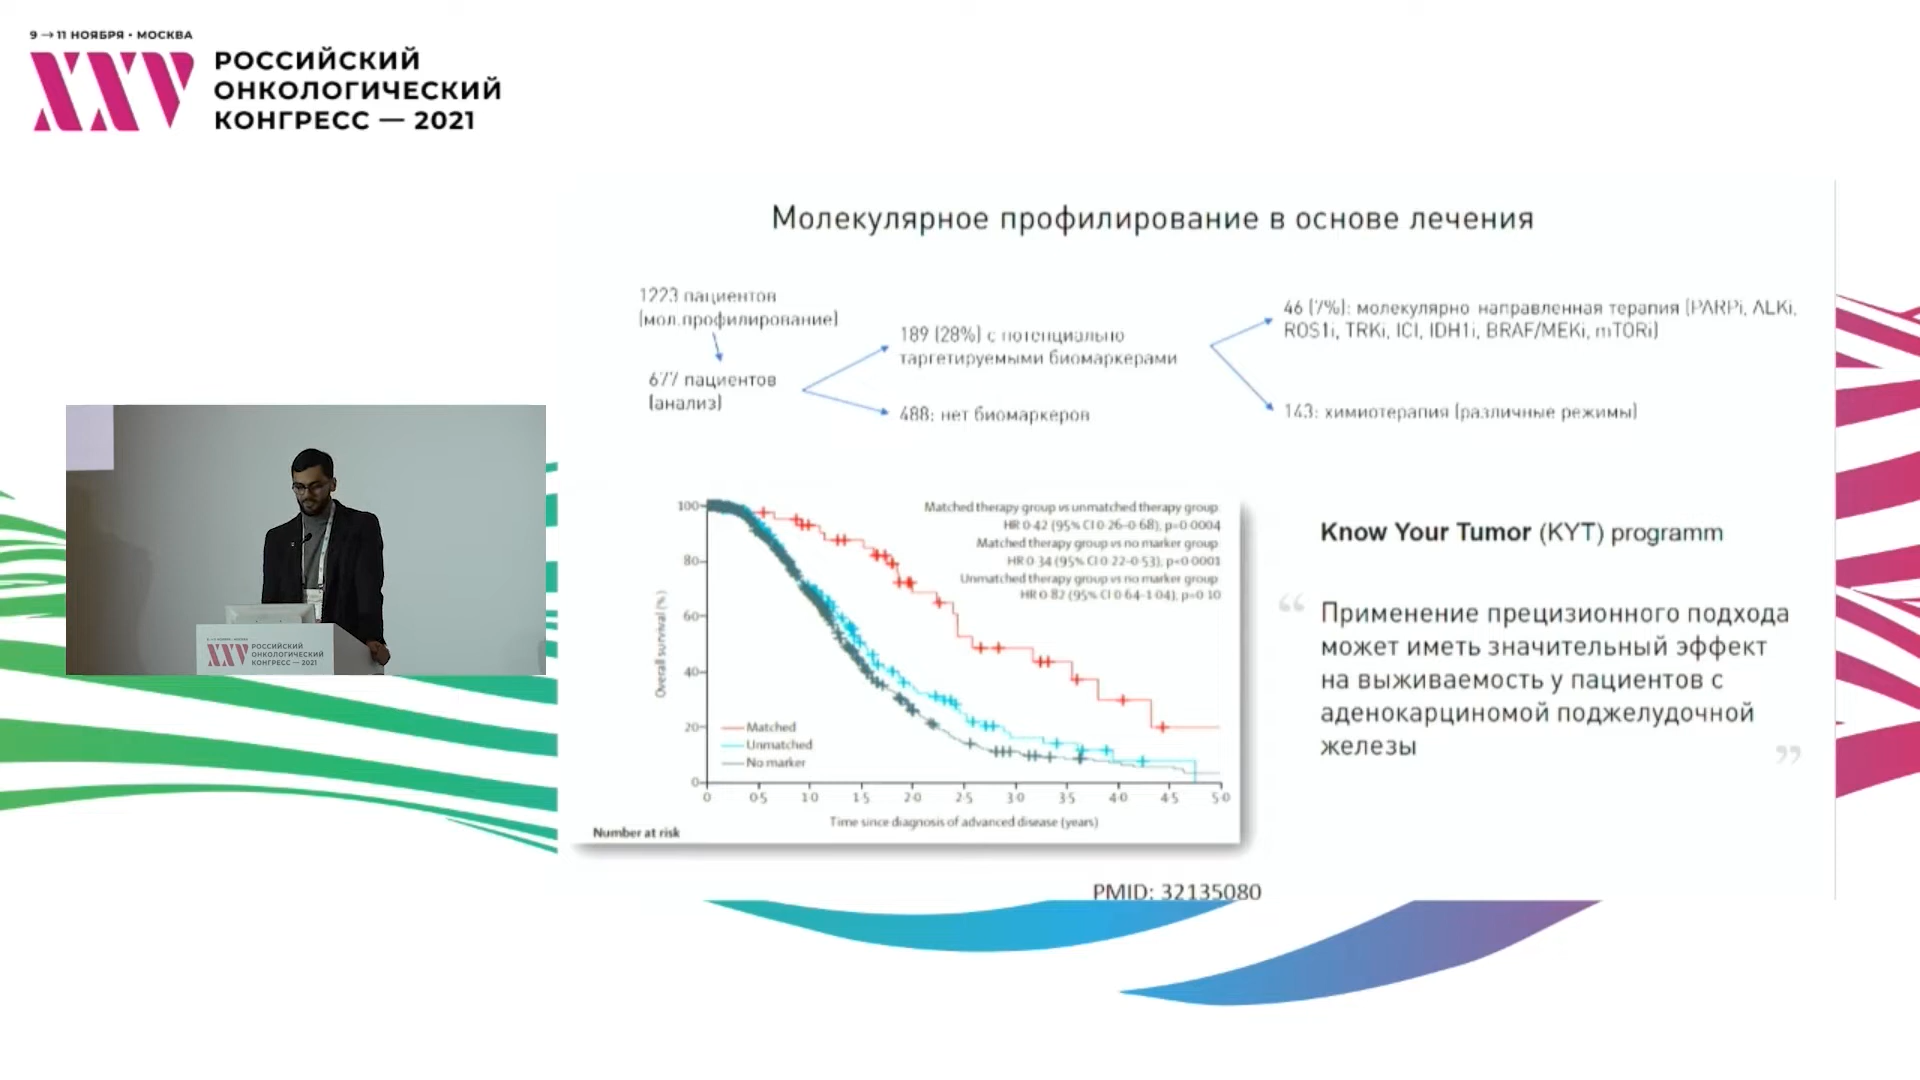 9 → 11 НОЯБРЯ • МОСКВА
XXV
РОССИЙСКИЙ
ОНКОЛОГИЧЕСКИЙ
КОНГРЕСС — 2021
Молекулярное профилирование в основе лечения
1223 пациентов
(мол.профилирование)
677 пациентов
(анализ)
189 (28%) с потенциально
таргетируемыми биомаркерами
488: нет биомаркеров
46 (7%): молекулярно направленная терапия (PARPi, ALKi,
ROS1i, TRKi, ICI, IDH1i, BRAF/MEKi, mTORi)
143: химиотерапия (различные режимы)
Matched therapy group vs unmatched therapy group
HR 0·42 (95% CI 0·26–0·68), p=0·0004
Matched therapy group vs no marker group
HR 0·34 (95% CI 0·22–0·53), p<0·0001
Unmatched therapy group vs no marker group
HR 0·82 (95% CI 0·64–1·04), p=0·10
Overall survival (%)
100
80
60
40
20
0
Matched
Unmatched
No marker
0 0·5 1·0 1·5 2·0 2·5 3·0 3·5 4·0 4·5 5·0
Time since diagnosis of advanced disease (years)
Number at risk
PMID: 32135080
Know Your Tumor (KYT) programm
“ Применение прецизионного подхода
может иметь значительный эффект
на выживаемость у пациентов с
аденокарциномой поджелудочной
железы ”
XXV
РОССИЙСКИЙ
ОНКОЛОГИЧЕСКИЙ
КОНГРЕСС — 2021